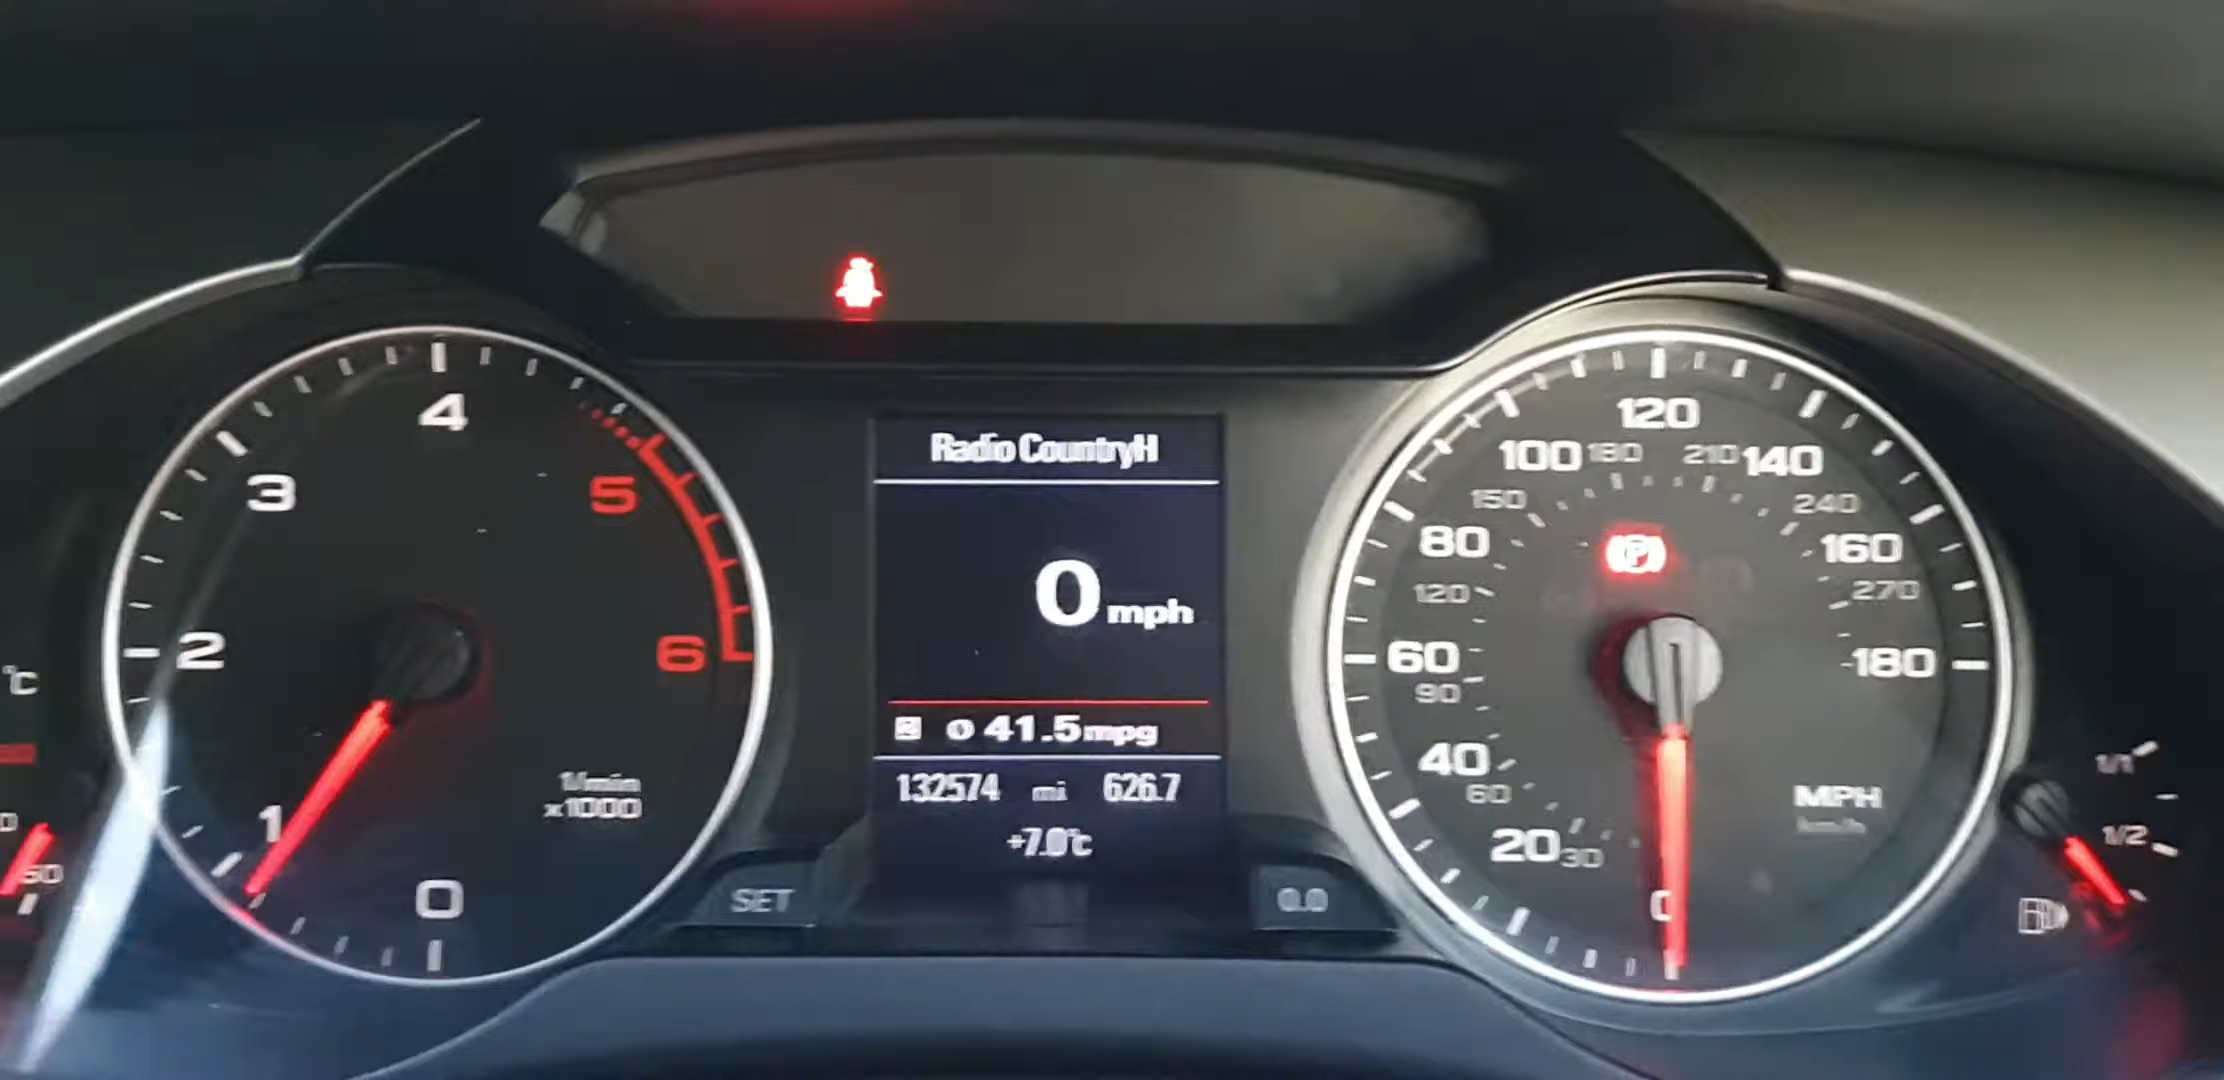 4
3
5
2
6
1
0
1/min
x1000
°C
Radio CountryH
0 mph
ø 41.5 mpg
132574 mi 626.7
+7.0°C
SET
0.0
120
100 180 210 140
150 240
80 160
120 270
60 180
90
40
60
20 30
0
MPH
km/h
(P)
1/1
1/2